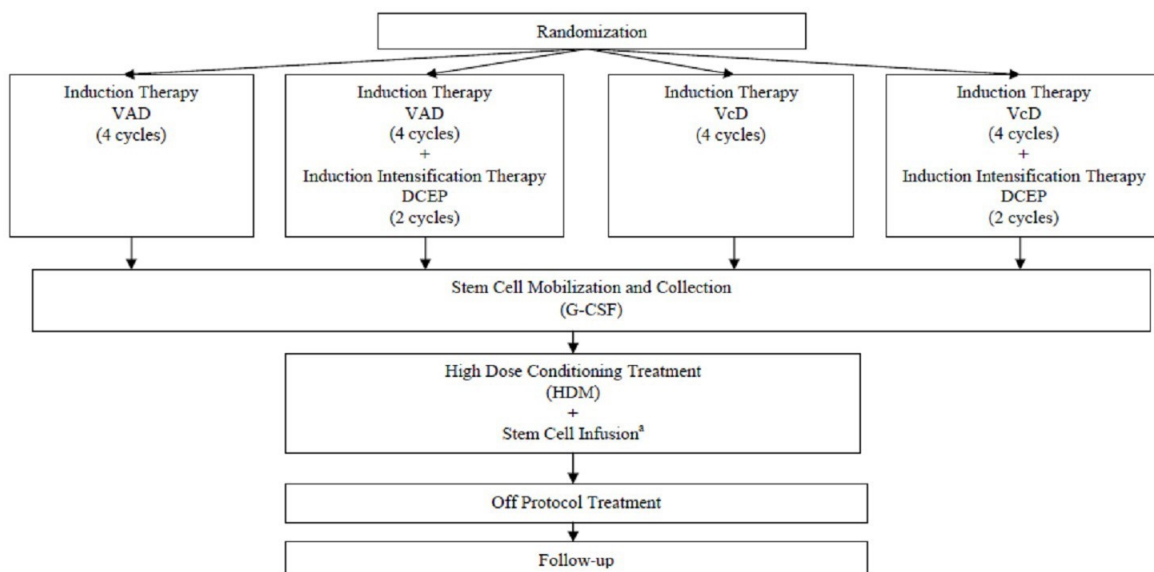 Randomization
Induction Therapy
VAD
(4 cycles)
Induction Therapy
VAD
(4 cycles)
+
Induction Intensification Therapy
DCEP
(2 cycles)
Induction Therapy
VcD
(4 cycles)
Induction Therapy
VcD
(4 cycles)
+
Induction Intensification Therapy
DCEP
(2 cycles)
Stem Cell Mobilization and Collection
(G-CSF)
High Dose Conditioning Treatment
(HDM)
+
Stem Cell Infusionᵃ
Off Protocol Treatment
Follow-up